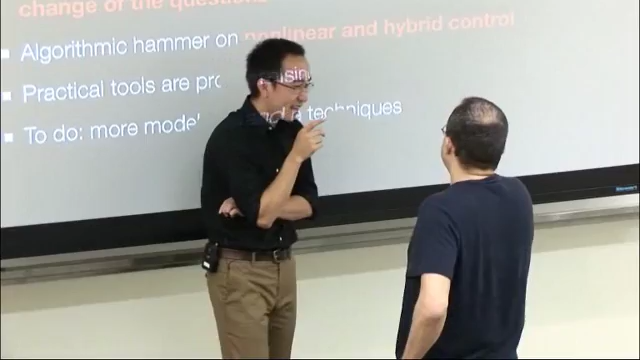 change of the questions
Algorithmic hammer on nonlinear and hybrid control
Practical tools are pro sing
To do: more model techniques